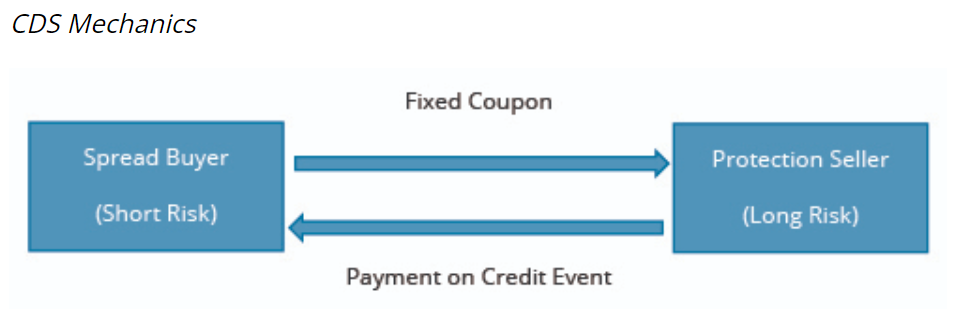 CDS Mechanics
Fixed Coupon
Spread Buyer
(Short Risk)
Protection Seller
(Long Risk)
Payment on Credit Event